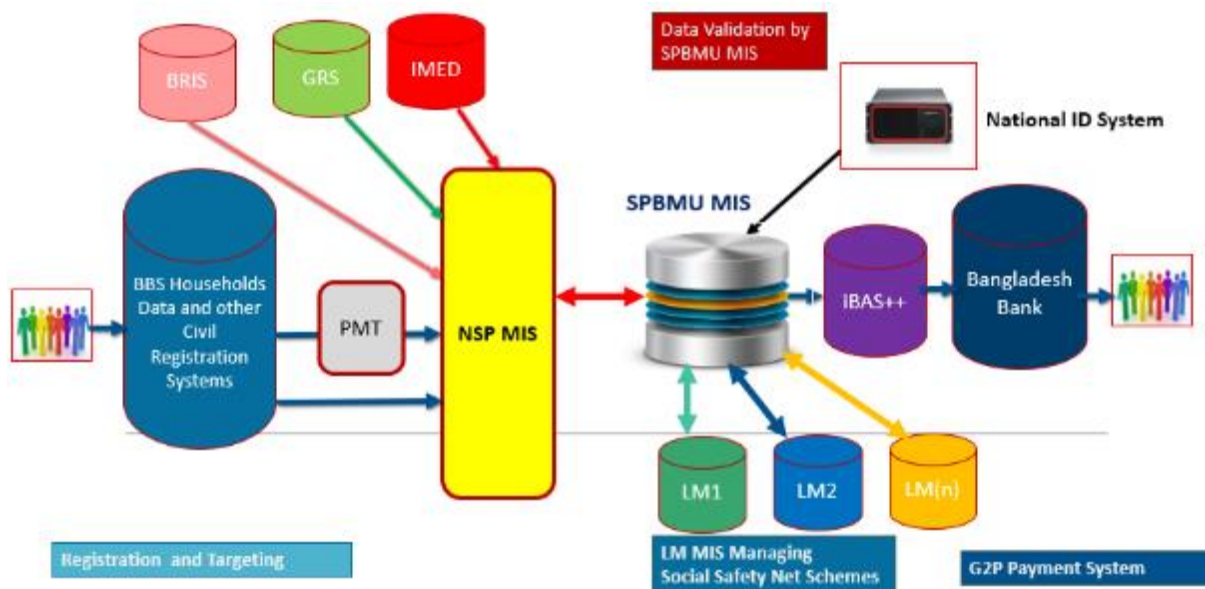 BRIS
GRS
IMED
Data Validation by
SPBMU MIS
National ID System
SPBMU MIS
BBS Households
Data and other
Civil
Registration
Systems
PMT
NSP MIS
iBAS++
Bangladesh
Bank
LM1
LM2
LM(n)
Registration and Targeting
LM MIS Managing
Social Safety Net Schemes
G2P Payment System